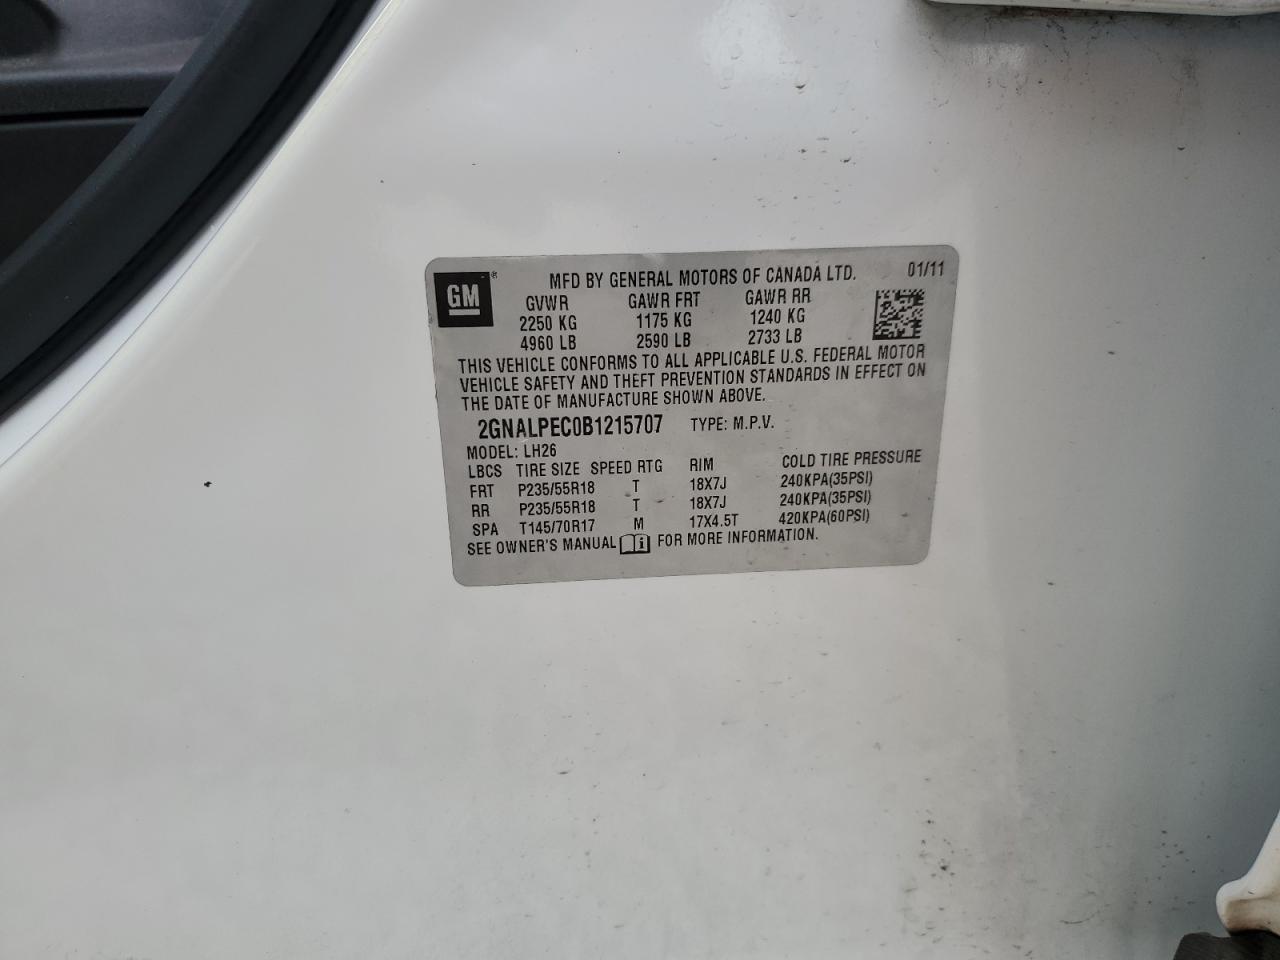 GM ® MFD BY GENERAL MOTORS OF CANADA LTD. 01/11
GVWR GAWR FRT GAWR RR
2250 KG 1175 KG 1240 KG
4960 LB 2590 LB 2733 LB
THIS VEHICLE CONFORMS TO ALL APPLICABLE U.S. FEDERAL MOTOR
VEHICLE SAFETY AND THEFT PREVENTION STANDARDS IN EFFECT ON
THE DATE OF MANUFACTURE SHOWN ABOVE.
2GNALPEC0B1215707 TYPE: M.P.V.
MODEL: LH26
LBCS TIRE SIZE SPEED RTG RIM COLD TIRE PRESSURE
FRT P235/55R18 T 18X7J 240KPA(35PSI)
RR P235/55R18 T 18X7J 240KPA(35PSI)
SPA T145/70R17 M 17X4.5T 420KPA(60PSI)
SEE OWNER'S MANUAL FOR MORE INFORMATION.